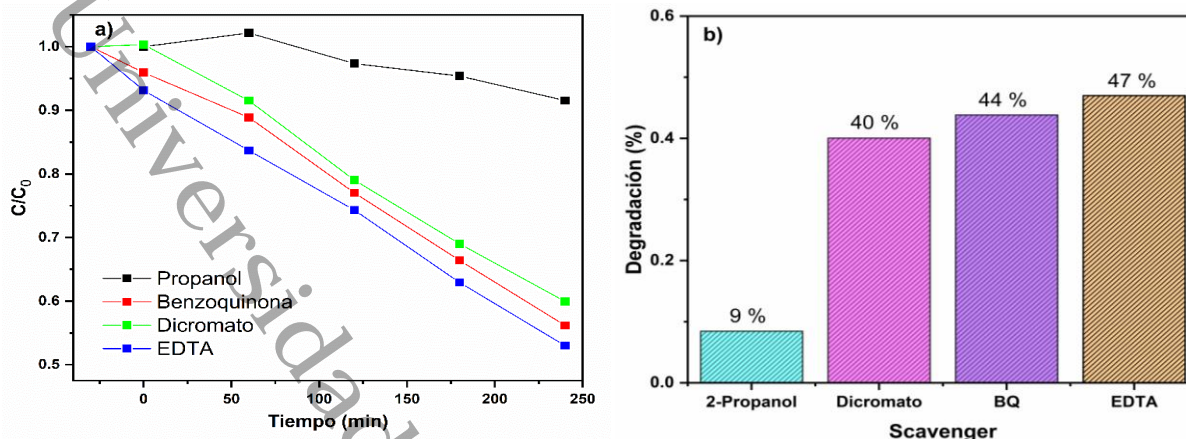 a)
1.0
0.9
0.8
0.7
0.6
0.5
C/C0
Propanol
Benzoquinona
Dicromato
EDTA
0
50
100
150
200
250
Tiempo (min)
Universidad
b)
0.6
0.4
0.2
0.0
Degradación (%)
9 %
40 %
44 %
47 %
2-Propanol
Dicromato
BQ
EDTA
Scavenger